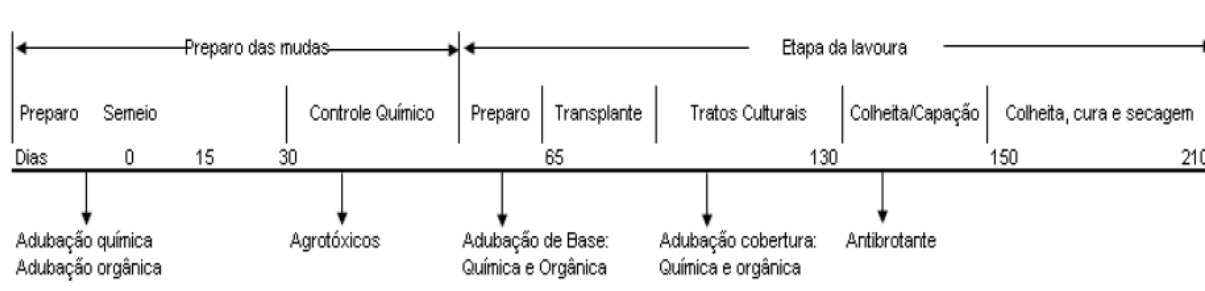 Preparo das mudas Etapa da lavoura
Preparo Semeio Controle Químico Preparo Transplante Tratos Culturais Colheita/Capação Colheita, cura e secagem
Dias 0 15 30 65 130 150 210
Adubação química Agrotóxicos Adubação de Base: Adubação cobertura: Antibrotante
Adubação orgânica Química e Orgânica Química e orgânica